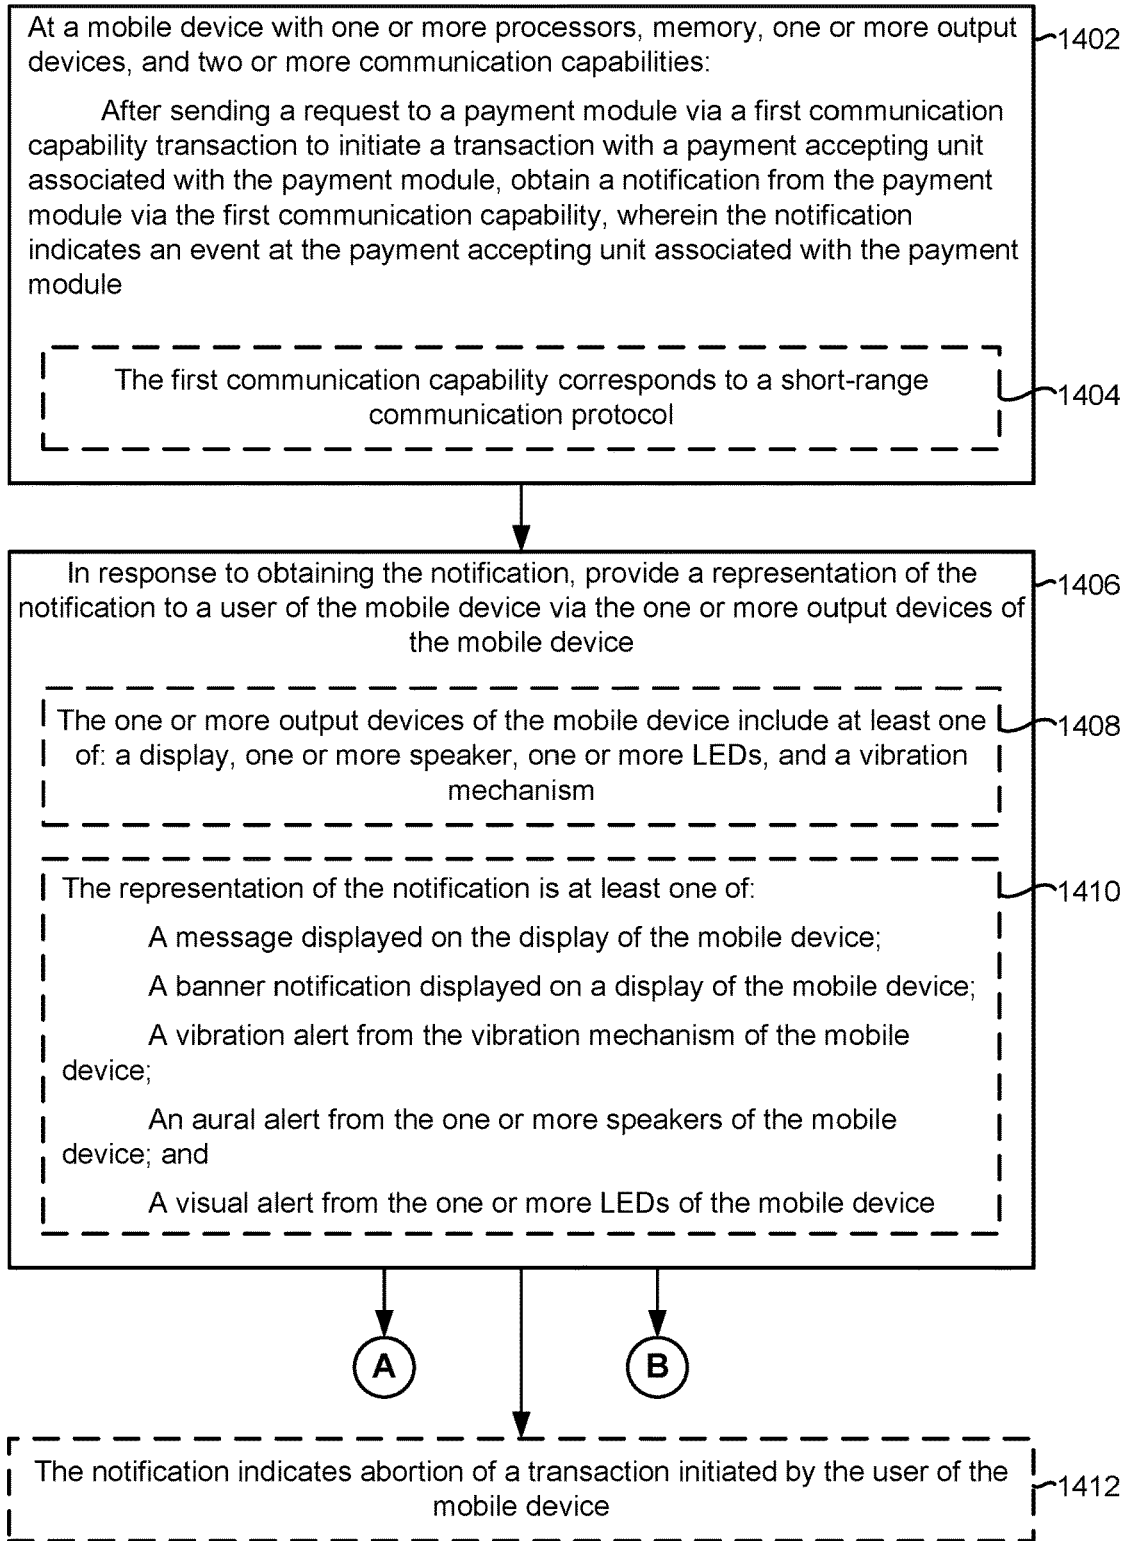 At a mobile device with one or more processors, memory, one or more output
devices, and two or more communication capabilities:
1402
After sending a request to a payment module via a first communication
capability transaction to initiate a transaction with a payment accepting unit
associated with the payment module, obtain a notification from the payment
module via the first communication capability, wherein the notification
indicates an event at the payment accepting unit associated with the payment
module
The first communication capability corresponds to a short-range
communication protocol
1404
In response to obtaining the notification, provide a representation of the
notification to a user of the mobile device via the one or more output devices of
the mobile device
1406
The one or more output devices of the mobile device include at least one
of: a display, one or more speaker, one or more LEDs, and a vibration
mechanism
1408
The representation of the notification is at least one of:
1410
A message displayed on the display of the mobile device;
A banner notification displayed on a display of the mobile device;
A vibration alert from the vibration mechanism of the mobile
device;
An aural alert from the one or more speakers of the mobile
device; and
A visual alert from the one or more LEDs of the mobile device
A
B
The notification indicates abortion of a transaction initiated by the user of the
mobile device
1412